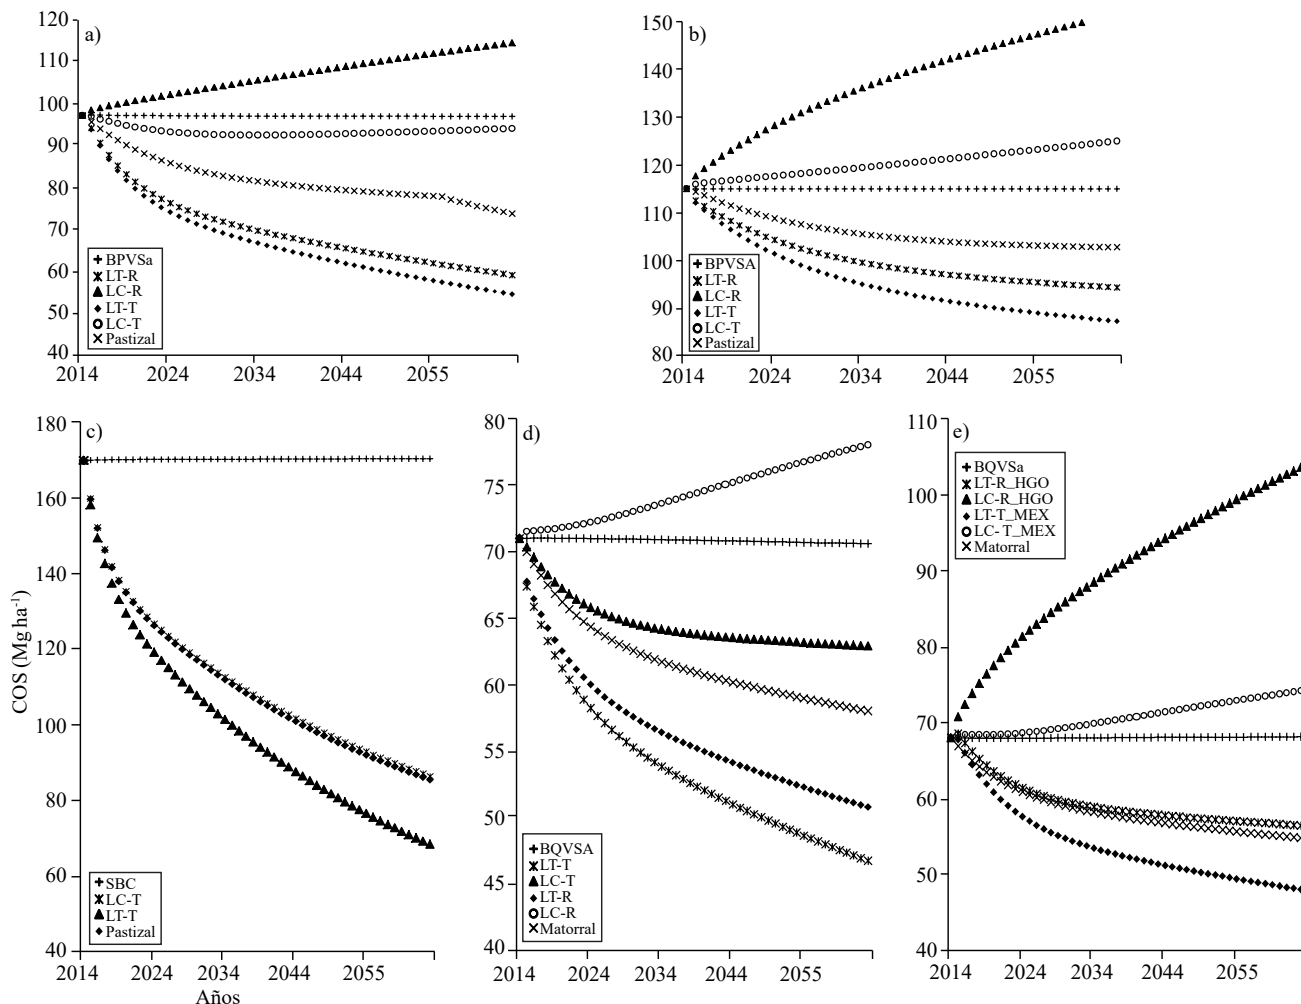 a)
120
110
100
90
80
70
60
50
40
2014 2024 2034 2044 2055
BPVSa
LT-R
LC-R
LT-T
LC-T
Pastizal
b)
150
140
130
120
110
100
90
80
2014 2024 2034 2044 2055
BPVSA
LT-R
LC-R
LT-T
LC-T
Pastizal
c)
180
160
140
120
100
80
60
40
COS (Mg ha-1)
2014 2024 2034 2044 2055
Años
SBC
LC-T
LT-T
Pastizal
d)
80
75
70
65
60
55
50
45
40
2014 2024 2034 2044 2055
BQVSA
LT-T
LC-T
LT-R
LC-R
Matorral
e)
110
100
90
80
70
60
50
40
2014 2024 2034 2044 2055
BQVSa
LT-R_HGO
LC-R_HGO
LT-T_MEX
LC- T_MEX
Matorral